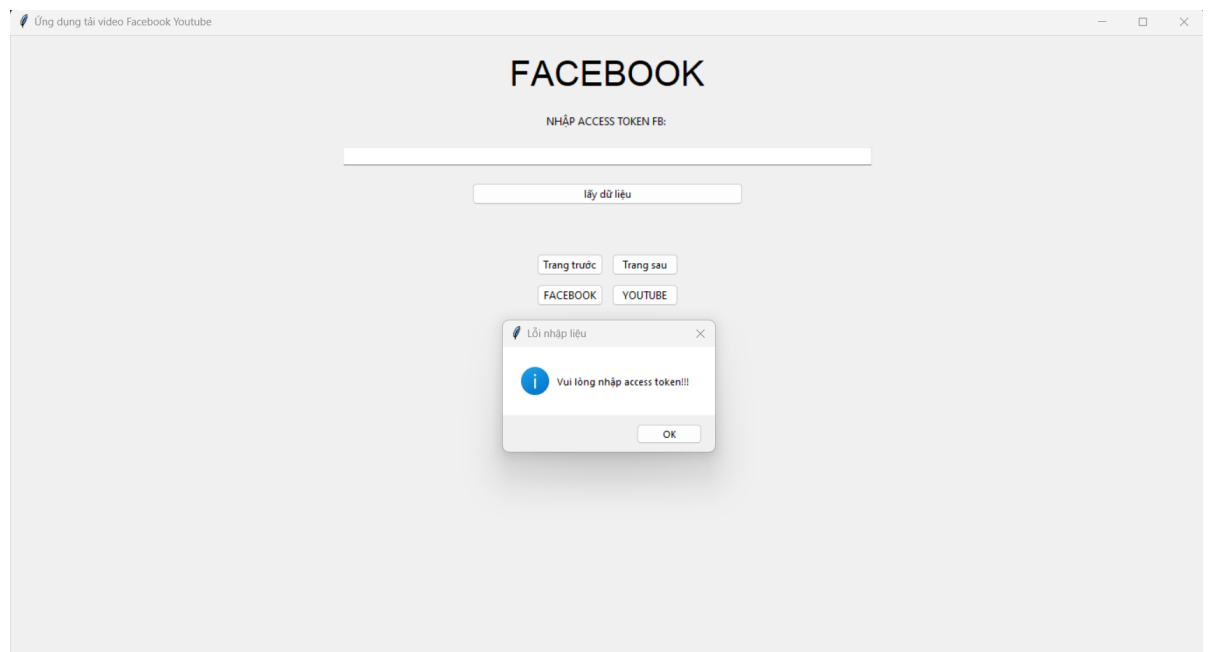 Ứng dụng tải video Facebook Youtube
FACEBOOK
NHẬP ACCESS TOKEN FB:
lấy dữ liệu
Trang trước Trang sau
FACEBOOK YOUTUBE
Lỗi nhập liệu
Vui lòng nhập access token!!!
OK